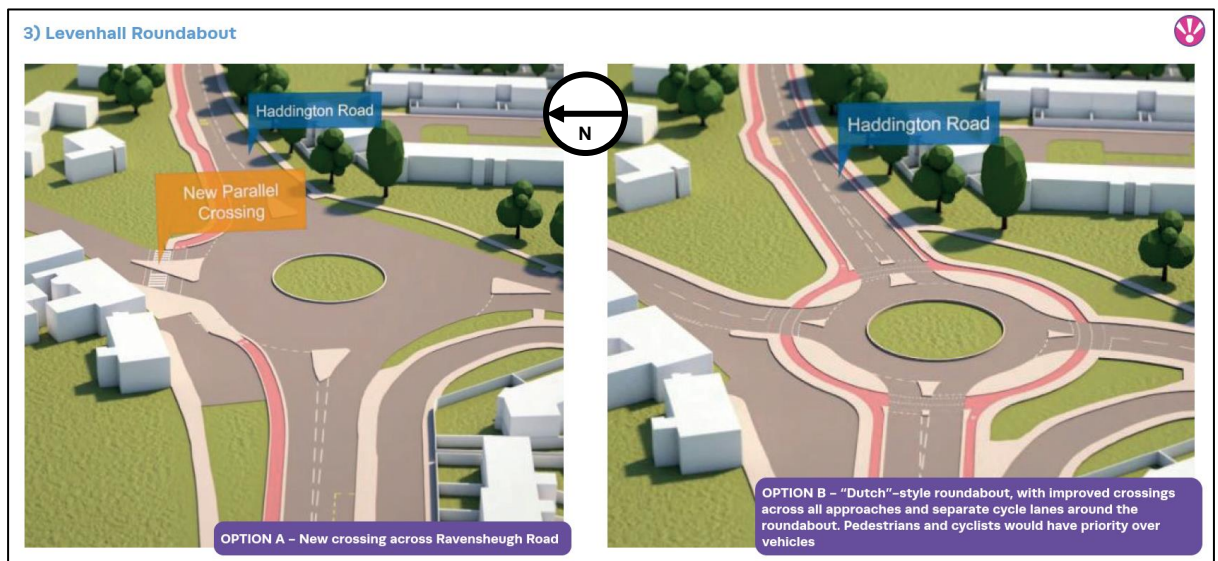 3) Levenhall Roundabout
Haddington Road
New Parallel
Crossing
N
Haddington Road
OPTION A – New crossing across Ravensheugh Road
OPTION B – “Dutch”-style roundabout, with improved crossings
across all approaches and separate cycle lanes around the
roundabout. Pedestrians and cyclists would have priority over
vehicles